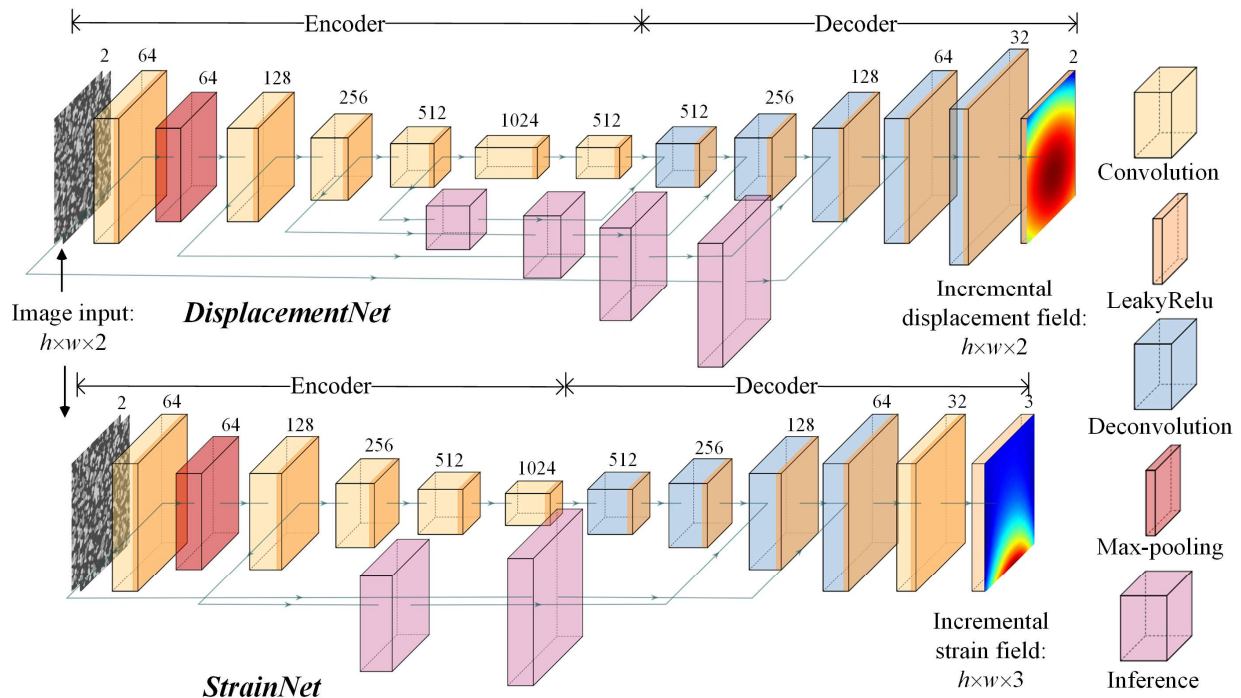 Encoder
Decoder
2
64
64
128
256
512
1024
512
512
256
128
64
32
2
Convolution
LeakyRelu
Deconvolution
Max-pooling
Inference
Image input:
h×w×2
DisplacementNet
Incremental
displacement field:
h×w×2
Encoder
Decoder
2
64
64
128
256
512
1024
512
256
128
64
32
3
StrainNet
Incremental
strain field:
h×w×3